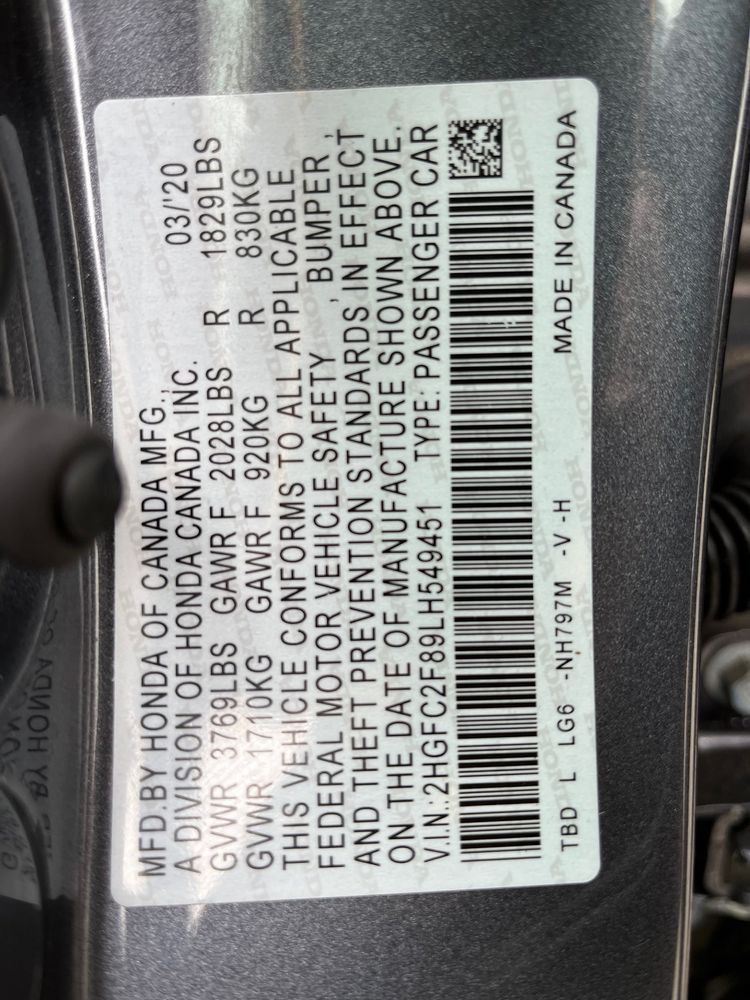 MFD.BY HONDA OF CANADA MFG., 03/'20
A DIVISION OF HONDA CANADA INC.
GVWR 3769LBS GAWR F 2028LBS R 1829LBS
GVWR 1710KG GAWR F 920KG R 830KG
THIS VEHICLE CONFORMS TO ALL APPLICABLE
FEDERAL MOTOR VEHICLE SAFETY , BUMPER ,
AND THEFT PREVENTION STANDARDS IN EFFECT
ON THE DATE OF MANUFACTURE SHOWN ABOVE.
V.I.N.:2HGFC2F89LH549451 TYPE: PASSENGER CAR
TBD L LG6 -NH797M -V -H MADE IN CANADA